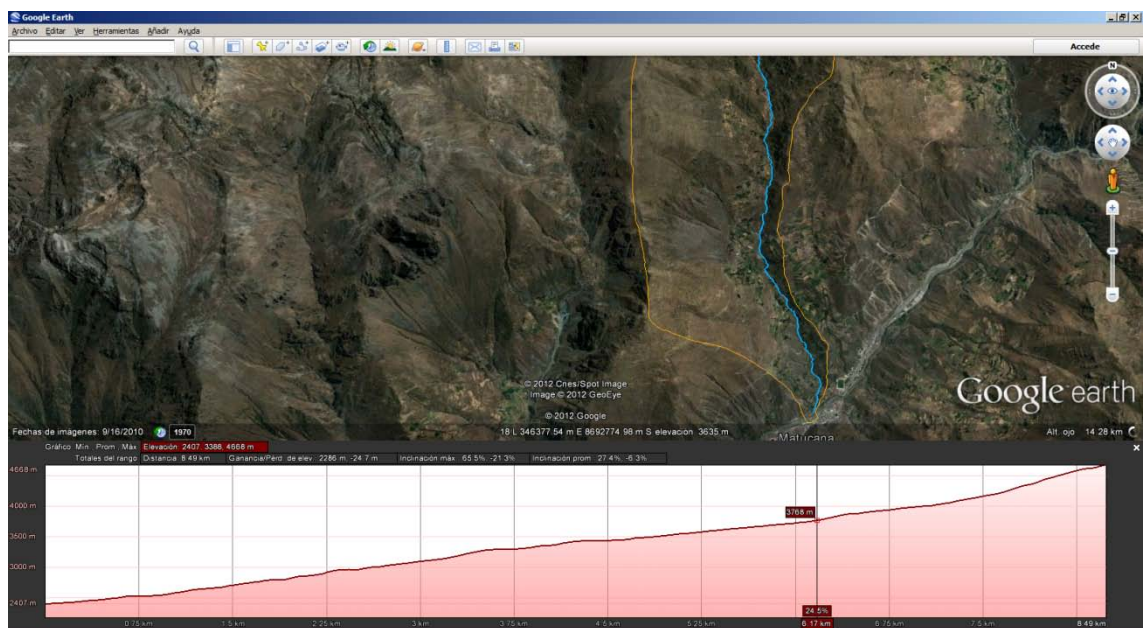 Google Earth
Archivo Editar Ver Herramientas Añadir Ayuda
Accede
N
© 2012 Cnes/Spot Image
Image © 2012 GeoEye
© 2012 Google
Google earth
Fechas de imágenes: 9/16/2010 1970
18 L 346377.54 m E 8692774.98 m S elevación 3635 m
Matucana
Alt. ojo 14.28 km
Gráfico Mín. Prom. Máx. Elevación 2407, 3388, 4668 m
Totales del rango Distancia 8.49 km Ganancia/Pérd. de elev. 2286 m, -24.7 m Inclinación máx 65.5%, -21.3% Inclinación prom 27.4%, -6.3%
4668 m
4000 m
3768 m
3500 m
3000 m
2407 m
24.5%
0.75 km 1.5 km 2.25 km 3 km 3.75 km 4.5 km 5.25 km 6.17 km 6.75 km 7.5 km 8.49 km